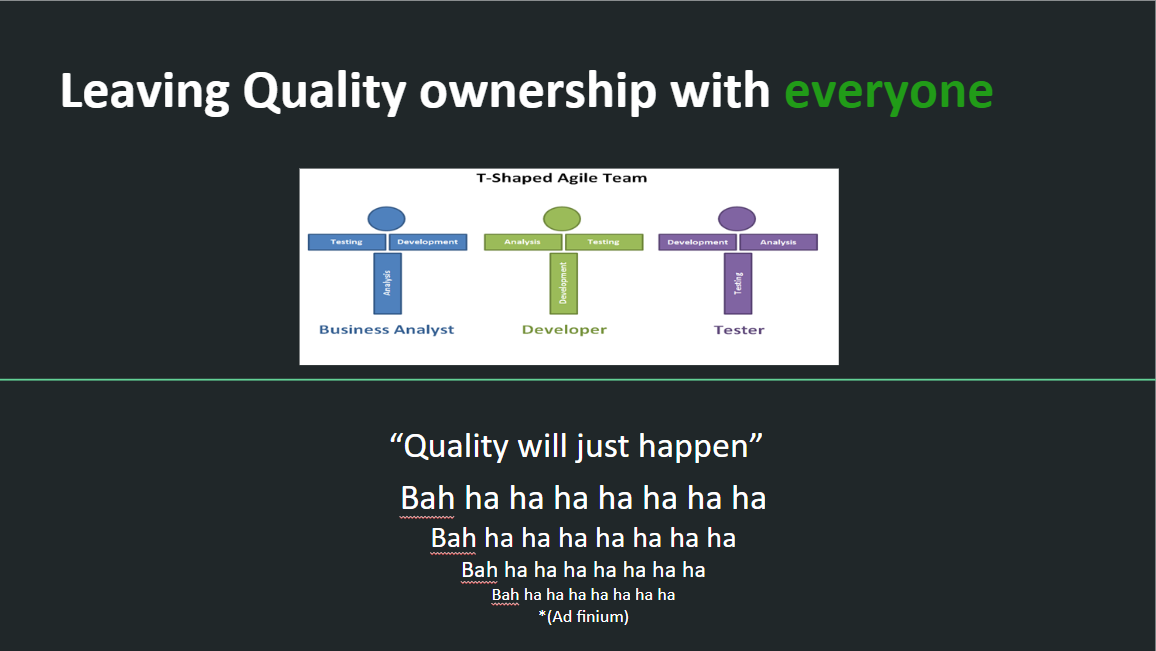 Leaving Quality ownership with everyone
T-Shaped Agile Team
Testing Development
Analysis
Business Analyst
Analysis Testing
Development
Developer
Development Analysis
Testing
Tester
“Quality will just happen”
Bah ha ha ha ha ha ha ha
Bah ha ha ha ha ha ha ha
Bah ha ha ha ha ha ha ha
Bah ha ha ha ha ha ha ha
*(Ad finium)